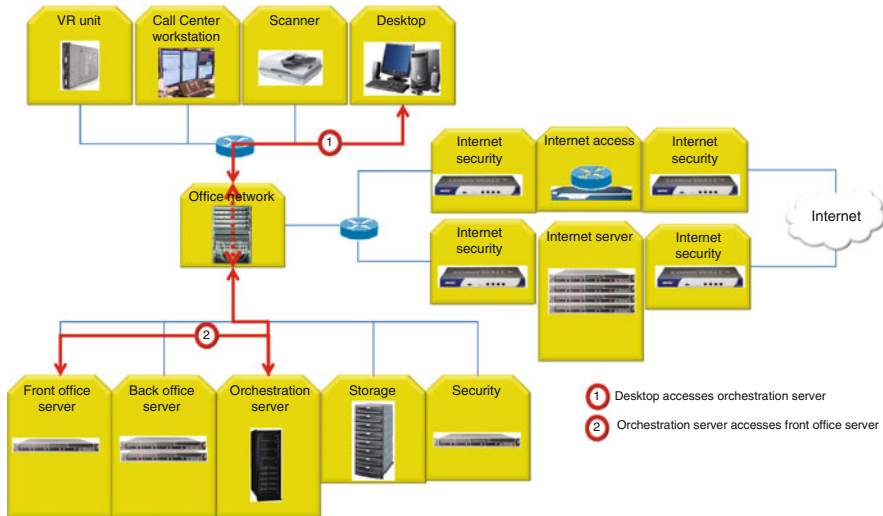 VR unit
Call Center
workstation
Scanner
Desktop
1
Internet
security
Internet access
Internet
security
Office network
Internet
Internet
security
Internet server
Internet
security
2
Front office
server
Back office
server
Orchestration
server
Storage
Security
1 Desktop accesses orchestration server
2 Orchestration server accesses front office server